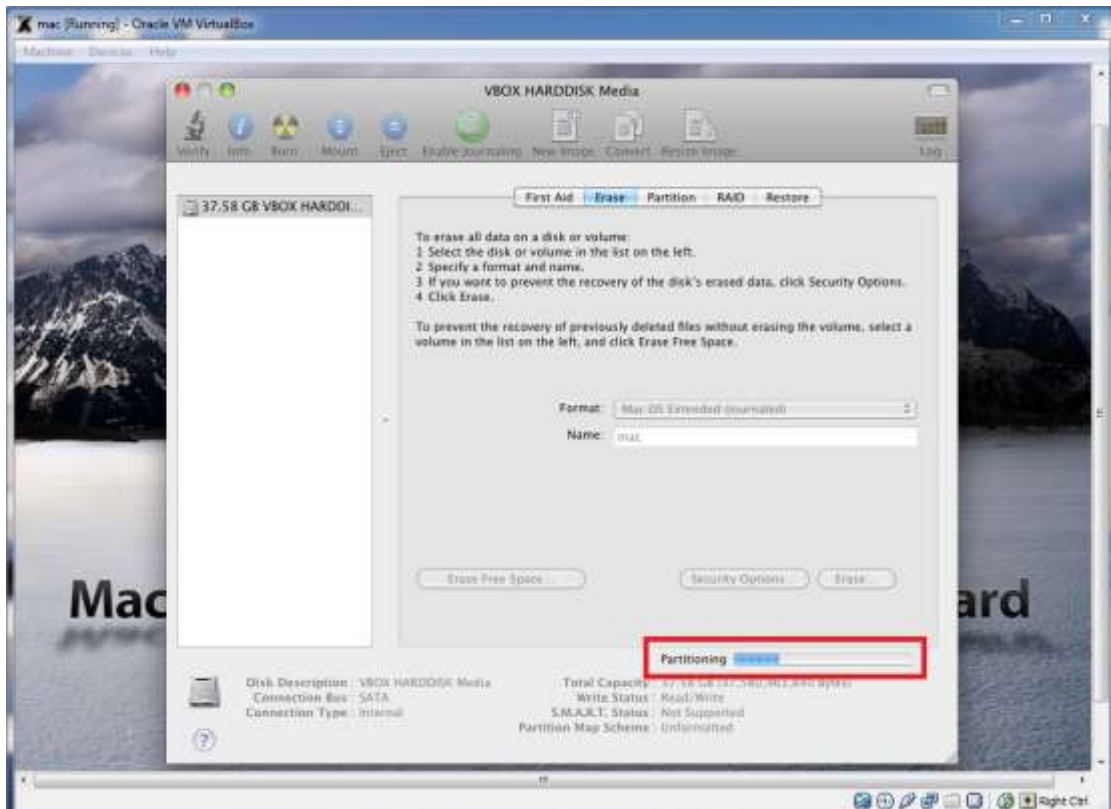 mac [Running] - Oracle VM VirtualBox
Machine Devices Help
VBOX HARDDISK Media
Verify Info Burn Mount Eject Enable Journaling New Image Convert Resize Image Log
37.58 GB VBOX HARDDI...
First Aid Erase Partition RAID Restore
To erase all data on a disk or volume:
1 Select the disk or volume in the list on the left.
2 Specify a format and name.
3 If you want to prevent the recovery of the disk's erased data, click Security Options.
4 Click Erase.
To prevent the recovery of previously deleted files without erasing the volume, select a
volume in the list on the left, and click Erase Free Space.
Format: Mac OS Extended (Journaled)
Name: mac
Erase Free Space... Security Options... Erase...
Mac
ard
Partitioning
Disk Description : VBOX HARDDISK Media
Connection Bus : SATA
Connection Type : Internal
Total Capacity :
Write Status : Read/Write
S.M.A.R.T. Status : Not Supported
Partition Map Scheme : Unformatted
?
Right Ctrl